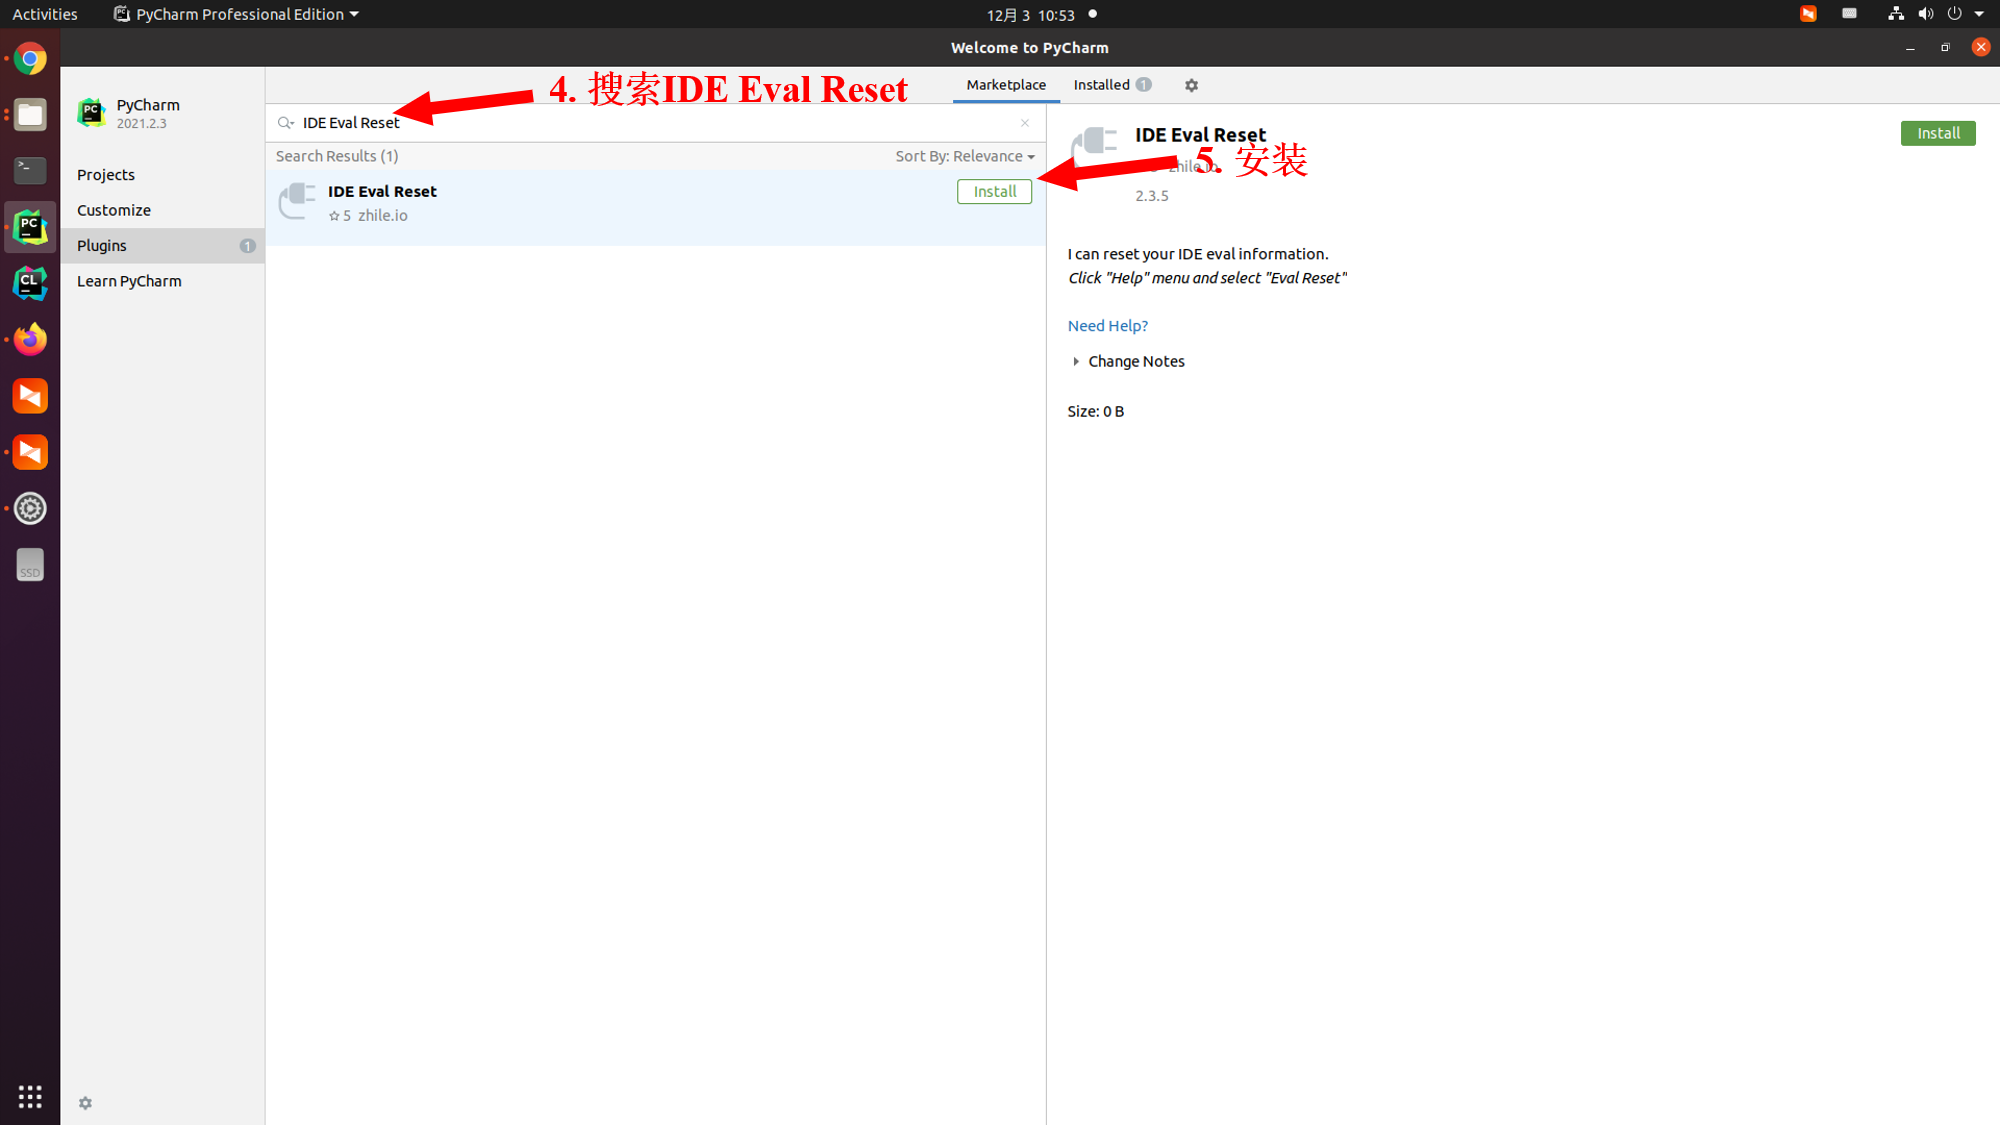 Activities
PyCharm Professional Edition
12月 3 10:53
Welcome to PyCharm
PC
PyCharm
2021.2.3
Projects
Customize
Plugins 1
Learn PyCharm
Marketplace
Installed 1
4. 搜索IDE Eval Reset
IDE Eval Reset
Search Results (1)
Sort By: Relevance
IDE Eval Reset
5 zhile.io
Install
5. 安装
IDE Eval Reset
zhile.io
2.3.5
Install
I can reset your IDE eval information.
Click "Help" menu and select "Eval Reset"
Need Help?
Change Notes
Size: 0 B
PC
CL
SSD